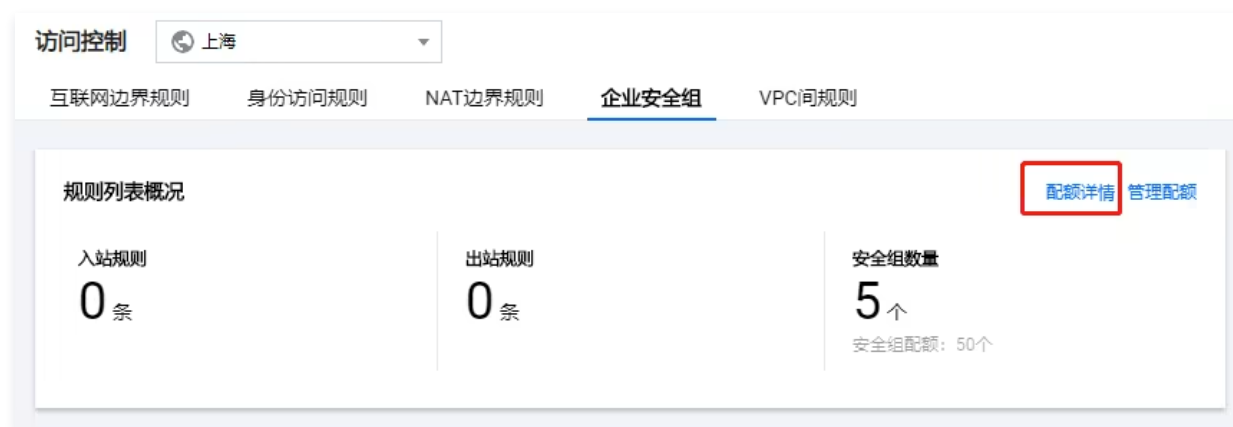 访问控制 上海
互联网边界规则 身份访问规则 NAT边界规则 企业安全组 VPC间规则
规则列表概况 配额详情 管理配额
入站规则 出站规则 安全组数量
0 条 0 条 5 个
安全组配额：50个